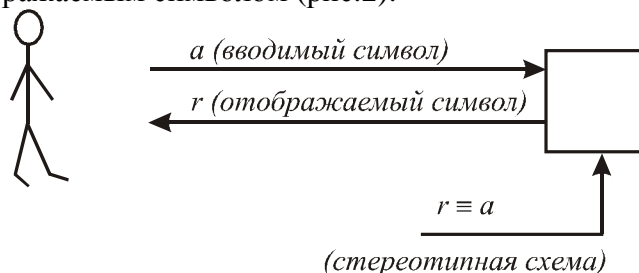 а (вводимый символ)
r (отображаемый символ)
r ≡ a
(стереотипная схема)